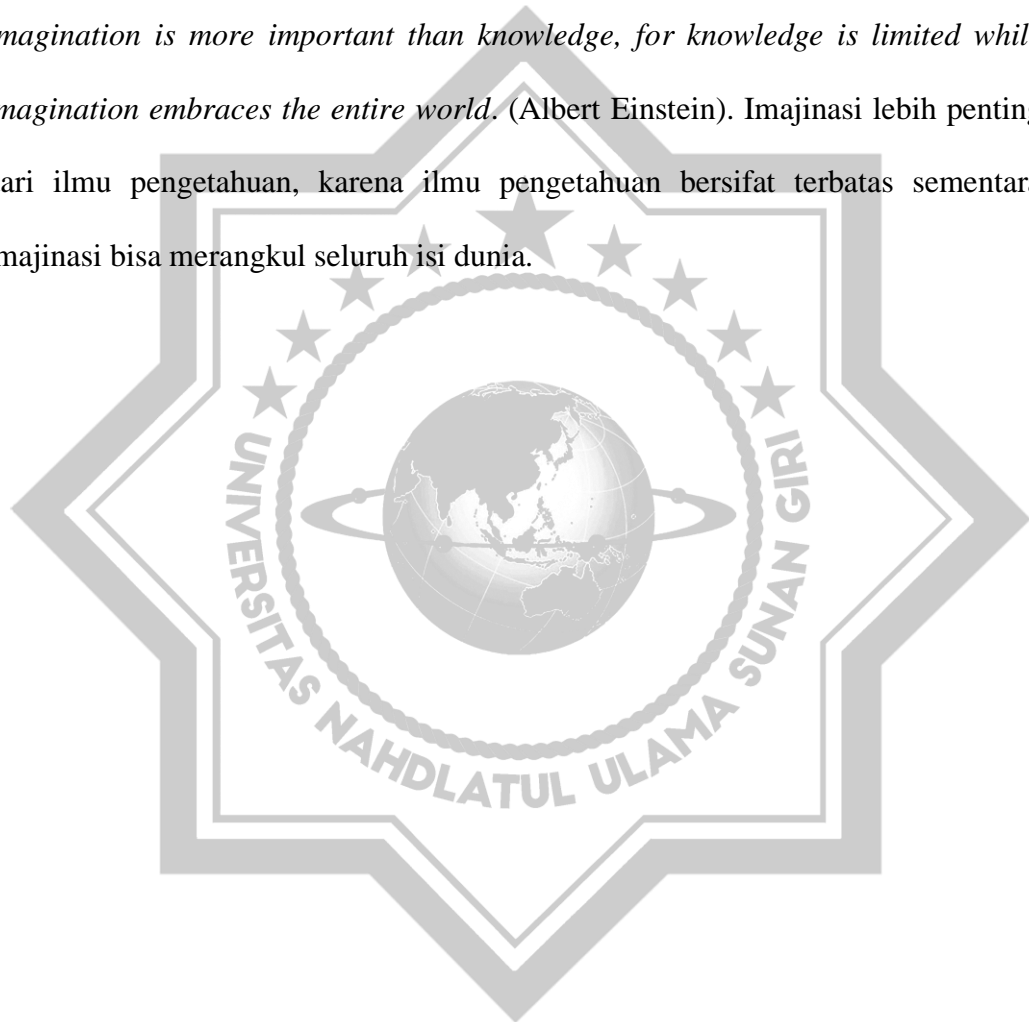 magination is more important than knowledge, for knowledge is limited whil
magination embraces the entire world. (Albert Einstein). Imajinasi lebih penting
ari ilmu pengetahuan, karena ilmu pengetahuan bersifat terbatas sementara
majinasi bisa merangkul seluruh isi dunia.
UNIVERSITAS NAHDLATUL ULAMA SUNAN GIRI